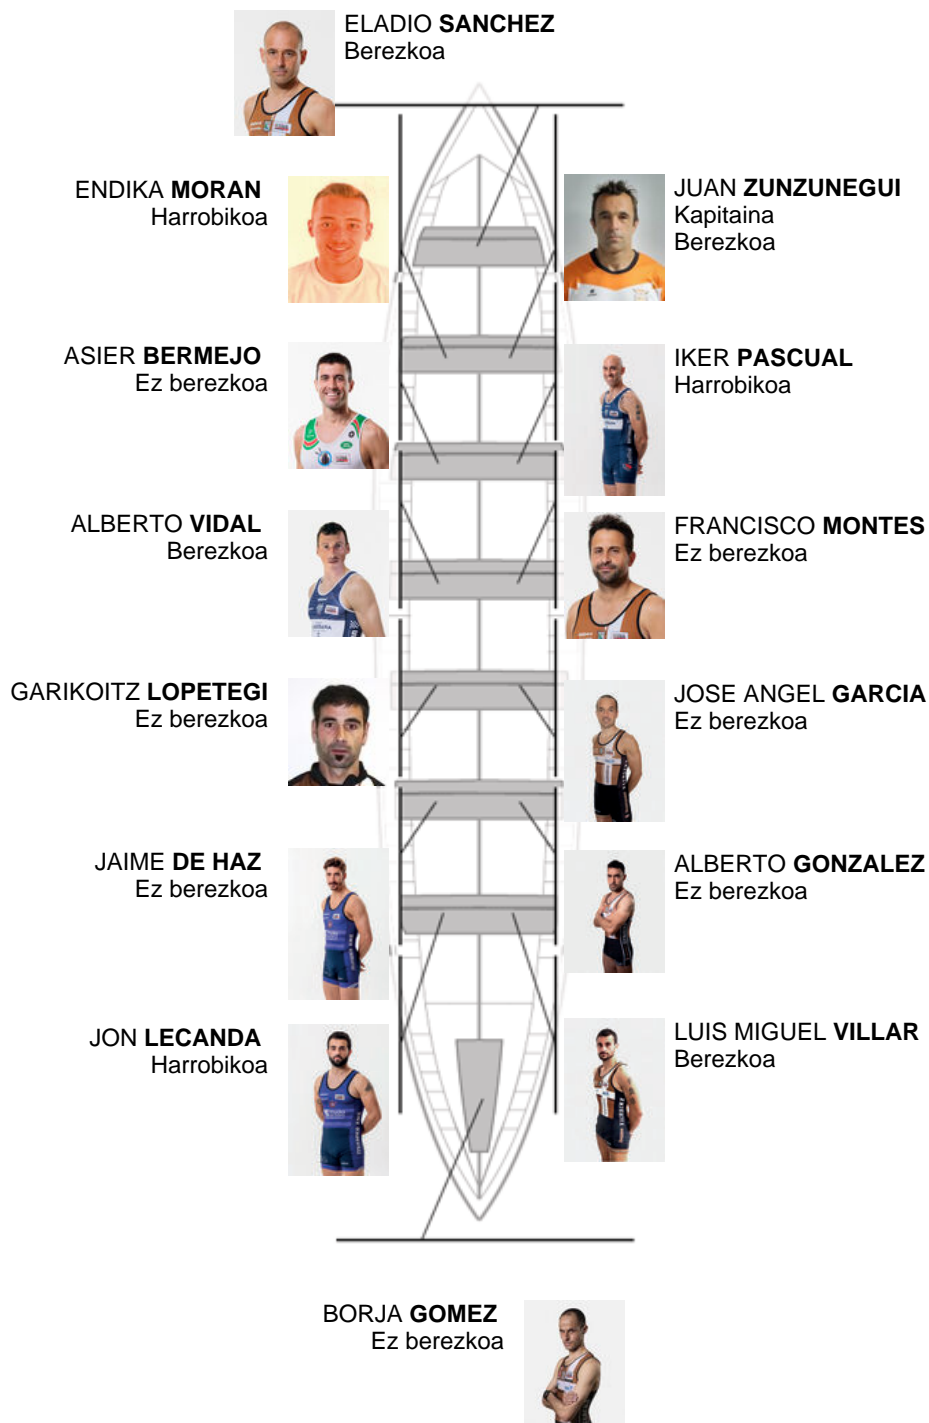 ELADIO SANCHEZ
Berezkoa
ENDIKA MORAN
Harrobikoa
JUAN ZUNZUNEGUI
Kapitaina
Berezkoa
ASIER BERMEJO
Ez berezkoa
IKER PASCUAL
Harrobikoa
ALBERTO VIDAL
Berezkoa
FRANCISCO MONTES
Ez berezkoa
GARIKOITZ LOPETEGI
Ez berezkoa
JOSE ANGEL GARCIA
Ez berezkoa
JAIME DE HAZ
Ez berezkoa
ALBERTO GONZALEZ
Ez berezkoa
JON LECANDA
Harrobikoa
LUIS MIGUEL VILLAR
Berezkoa
BORJA GOMEZ
Ez berezkoa